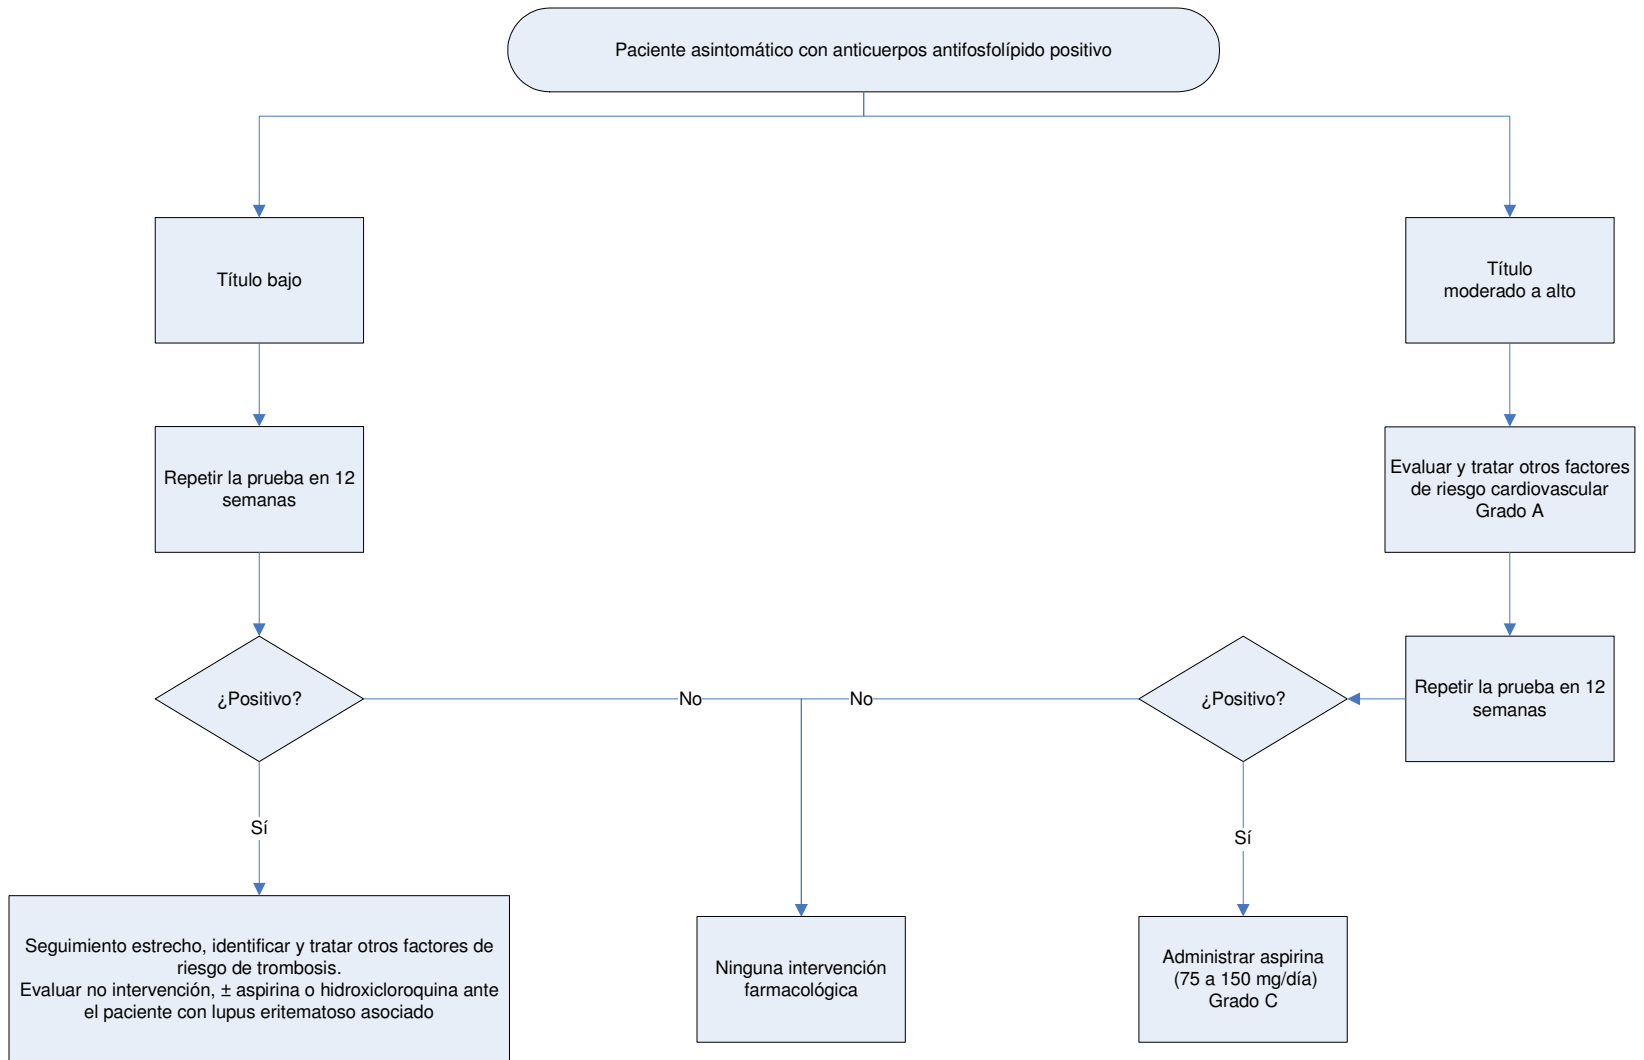 Paciente asintomático con anticuerpos antifosfolípido positivo
Título bajo
Título
moderado a alto
Repetir la prueba en 12
semanas
Evaluar y tratar otros factores
de riesgo cardiovascular
Grado A
¿Positivo?
No
No
¿Positivo?
Repetir la prueba en 12
semanas
Sí
Sí
Seguimiento estrecho, identificar y tratar otros factores de
riesgo de trombosis.
Evaluar no intervención, ± aspirina o hidroxicloroquina ante
el paciente con lupus eritematoso asociado
Ninguna intervención
farmacológica
Administrar aspirina
(75 a 150 mg/día)
Grado C